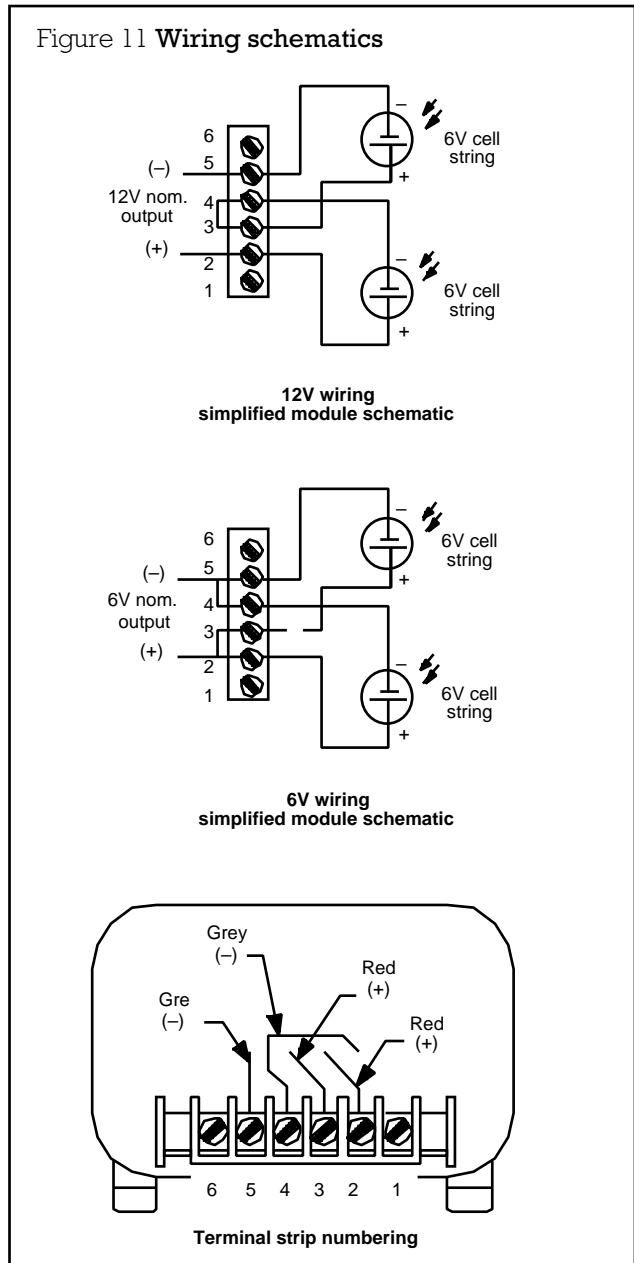 Figure 11 Wiring schematics
6
5
4
3
2
1
(–)
12V nom.
output
(+)
–
6V cell
string
+
–
6V cell
string
+
12V wiring
simplified module schematic
6
5
4
3
2
1
(–)
6V nom.
output
(+)
–
6V cell
string
+
–
6V cell
string
+
6V wiring
simplified module schematic
Grey
(–)
Gre
(–)
Red
(+)
Red
(+)
6 5 4 3 2 1
Terminal strip numbering